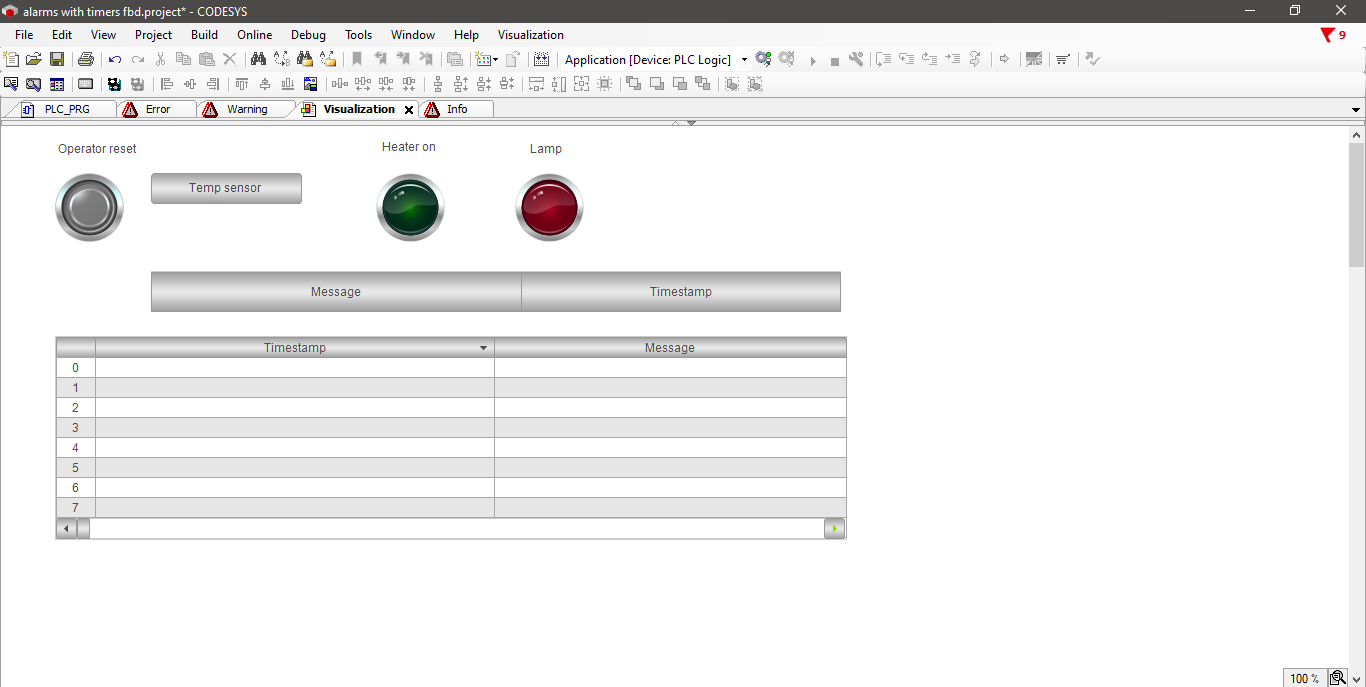 alarms with timers fbd.project* - CODESYS
File Edit View Project Build Online Debug Tools Window Help Visualization 9
Application [Device: PLC Logic]
PLC_PRG Error Warning Visualization Info
Operator reset Heater on Lamp
Temp sensor
Message Timestamp
Timestamp Message
0
1
2
3
4
5
6
7
100 %